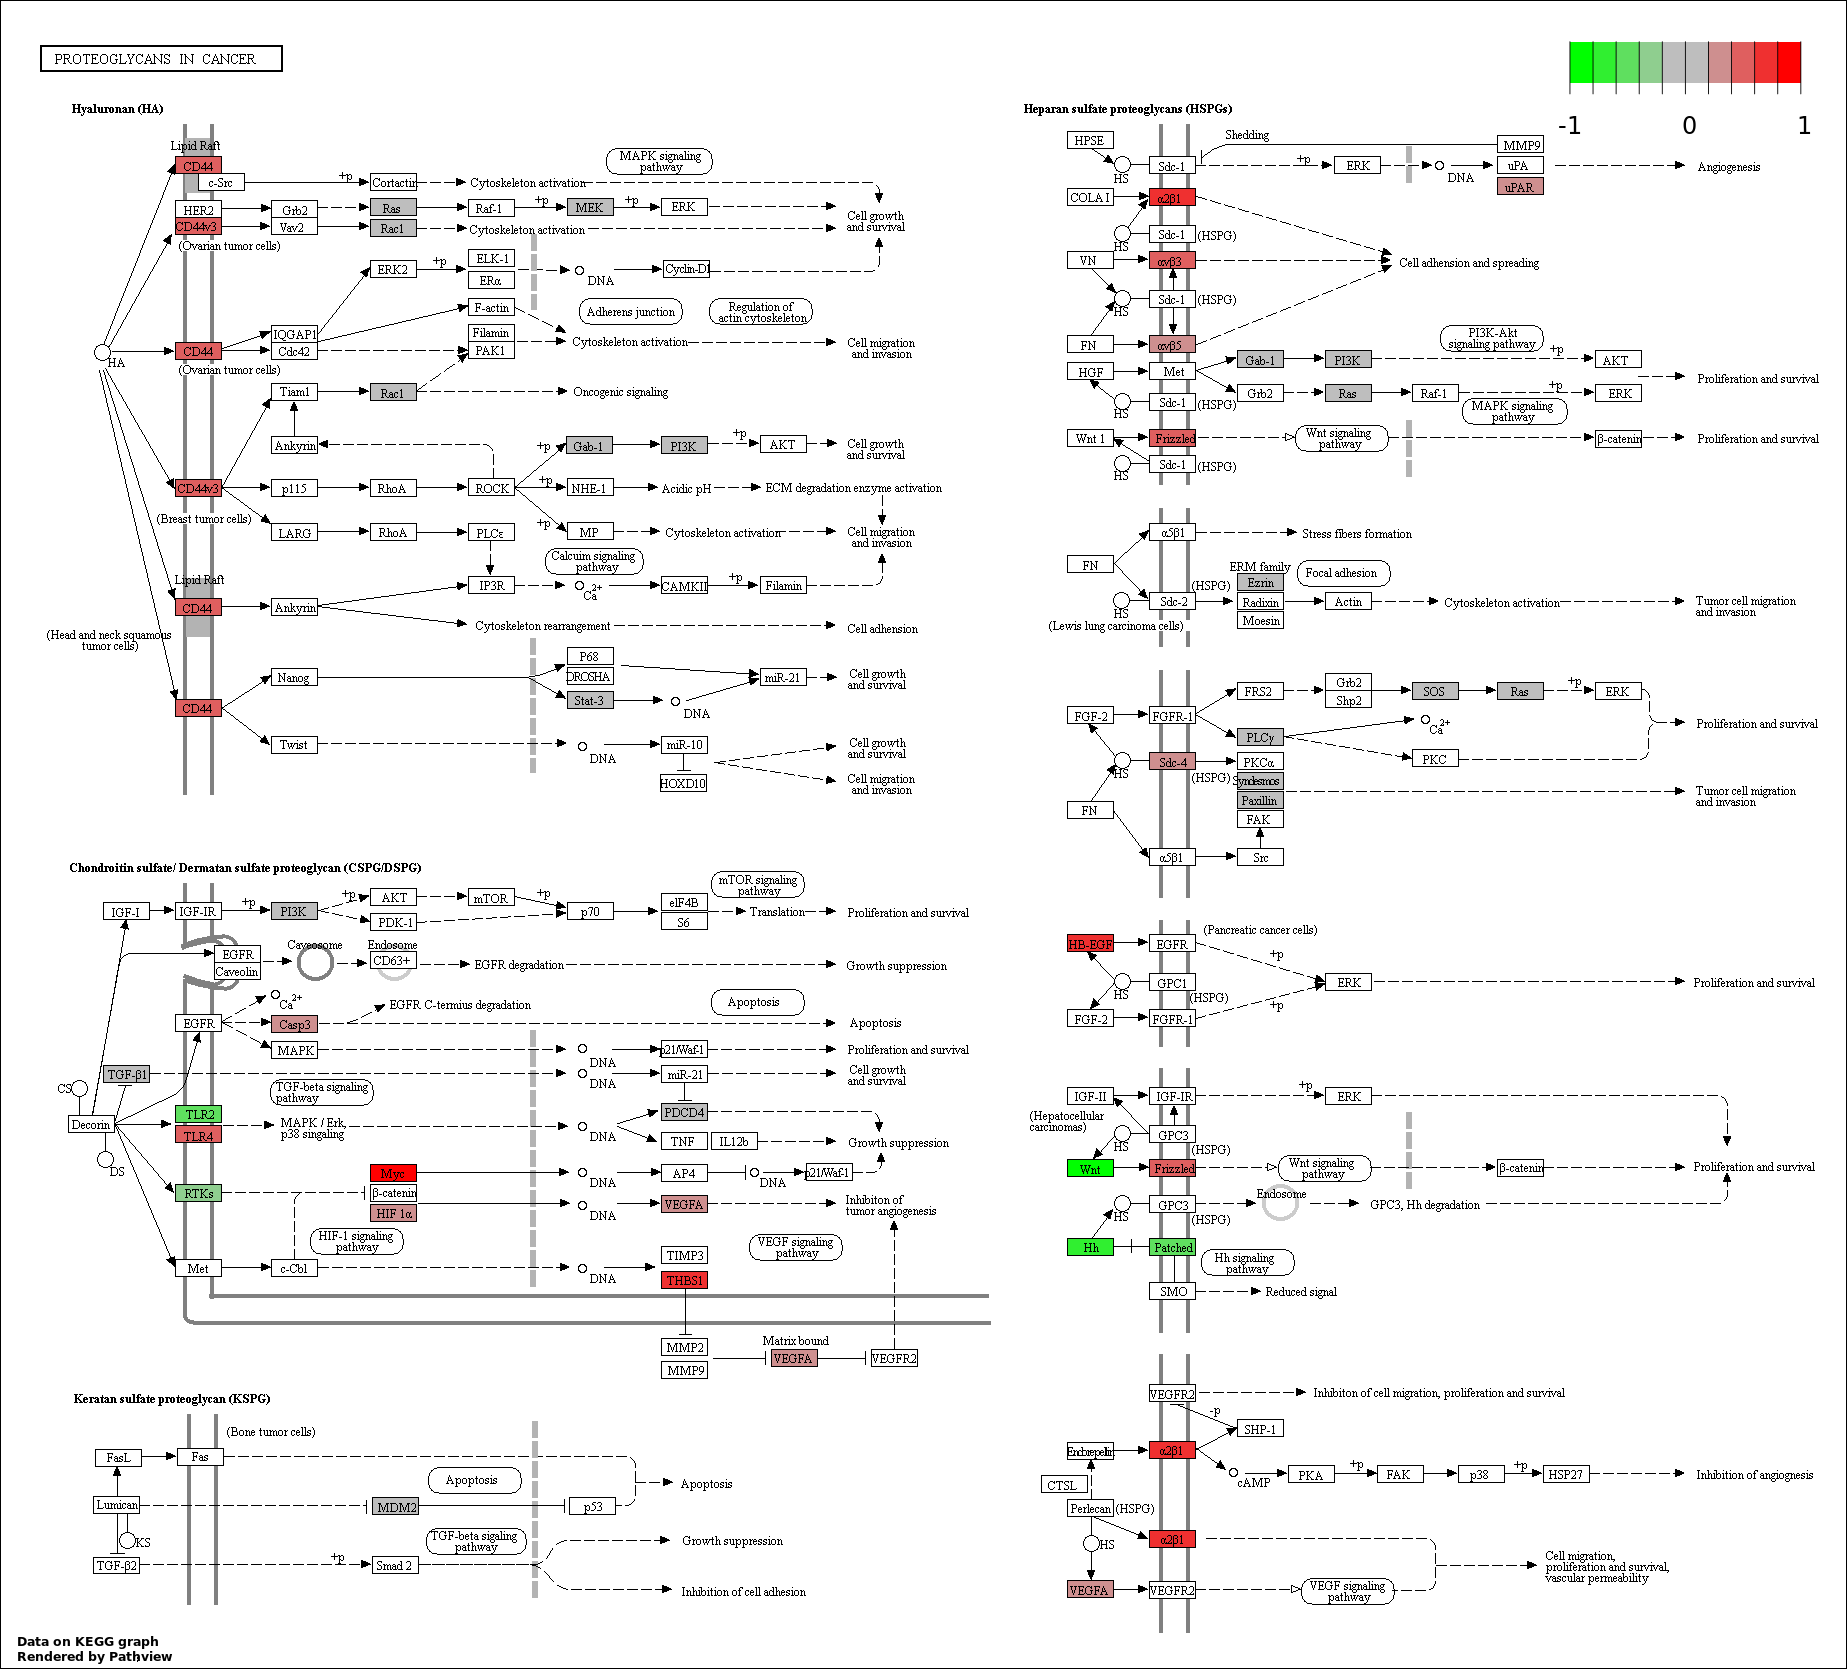 PROTEOGLYCANS IN CANCER
-1 0 1
Hyaluronan (HA)
Lipid Raft
CD44
c-Src
+p
Cortactin
Cytoskeleton activation
MAPK signaling
pathway
HER2
Grb2
Ras
Raf-1
+p
MEK
+p
ERK
Cell growth
and survival
CD44v3
Vav2
Rac1
Cytoskeleton activation
(Ovarian tumor cells)
ERK2
+p
ELK-1
ERα
DNA
Cyclin-D1
F-actin
Adherens junction
Regulation of
actin cytoskeleton
HA
CD44
IQGAP1
Cdc42
Filamin
PAK1
Cytoskeleton activation
Cell migration
and invasion
(Ovarian tumor cells)
Tiam1
Rac1
Oncogenic signaling
Ankyrin
+p
Gab-1
PI3K
+p
AKT
Cell growth
and survival
CD44v3
p115
RhoA
ROCK
+p
NHE-1
Acidic pH
ECM degradation enzyme activation
(Breast tumor cells)
LARG
RhoA
PLCε
+p
MP
Cytoskeleton activation
Cell migration
and invasion
Calcuim signaling
pathway
Lipid Raft
CD44
Ankyrin
IP3R
Ca2+
CAMKII
+p
Filamin
Cytoskeleton rearrangement
Cell adhesion
(Head and neck squamous
tumor cells)
P68
DROSHA
Stat-3
Nanog
DNA
miR-21
Cell growth
and survival
CD44
Twist
DNA
miR-10
HOXD10
Cell growth
and survival
Cell migration
and invasion
Chondroitin sulfate/ Dermatan sulfate proteoglycan (CSPG/DSPG)
IGF-I
IGF-IR
+p
PI3K
+p
AKT
PDK-1
mTOR
+p
p70
eIF4B
S6
mTOR signaling
pathway
Translation
Proliferation and survival
EGFR
Caveolin
Caveosome
Endosome
CD63+
EGFR degradation
Growth suppression
Ca2+
EGFR C-termius degradation
Apoptosis
EGFR
Casp3
Apoptosis
MAPK
DNA
p21/Waf-1
Proliferation and survival
TGF-β1
DNA
miR-21
Cell growth
and survival
CS
TGF-beta signaling
pathway
Decorin
TLR2
TLR4
MAPK / Erk,
p38 singaling
DNA
PDCD4
TNF
IL12b
Growth suppression
DS
Myc
β-catenin
HIF 1α
DNA
AP4
DNA
p21/Waf-1
RTKs
DNA
VEGFA
Inhibiton of
tumor angiogenesis
HIF-1 signaling
pathway
VEGF signaling
pathway
Met
c-Cbl
DNA
TIMP3
THBS1
MMP2
MMP9
Matrix bound
VEGFA
VEGFR2
Keratan sulfate proteoglycan (KSPG)
(Bone tumor cells)
FasL
Fas
Apoptosis
Apoptosis
Lumican
MDM2
p53
KS
TGF-β2
+p
Smad 2
TGF-beta sigaling
pathway
Growth suppression
Inhibition of cell adhesion
Heparan sulfate proteoglycans (HSPGs)
HPSE
HS
Sdc-1
Shedding
+p
ERK
DNA
MMP9
uPA
uPAR
Angiogenesis
COLA1
α2β1
HS
Sdc-1
(HSPG)
VN
αvβ3
Cell adhesion and spreading
HS
Sdc-1
(HSPG)
FN
αvβ5
PI3K-Akt
signaling pathway
HGF
Met
Gab-1
PI3K
+p
AKT
Proliferation and survival
HS
Sdc-1
(HSPG)
Grb2
Ras
Raf-1
+p
ERK
MAPK signaling
pathway
Wnt 1
Frizzled
Wnt signaling
pathway
β-catenin
Proliferation and survival
HS
Sdc-1
(HSPG)
α5β1
Stress fibers formation
FN
ERM family
Ezrin
Radixin
Moesin
Focal adhesion
HS
Sdc-2
(HSPG)
Actin
Cytoskeleton activation
Tumor cell migration
and invasion
(Lewis lung carcinoma cells)
FGF-2
FGFR-1
FRS2
Grb2
Shp2
SOS
Ras
+p
ERK
Proliferation and survival
PLCγ
Ca2+
PKC
HS
Sdc-4
(HSPG)
PKCα
Syndesmos
Paxillin
FAK
Tumor cell migration
and invasion
FN
α5β1
Src
HB-EGF
EGFR
(Pancreatic cancer cells)
+p
HS
GPC1
(HSPG)
ERK
Proliferation and survival
FGF-2
FGFR-1
+p
IGF-II
IGF-IR
+p
ERK
(Hepatocellular
carcinomas)
HS
GPC3
(HSPG)
Wnt
Frizzled
Wnt signaling
pathway
β-catenin
Proliferation and survival
HS
GPC3
(HSPG)
Endosome
GPC3, Hh degradation
Hh
Patched
Hh signaling
pathway
SMO
Reduced signal
VEGFR2
Inhibiton of cell migration, proliferation and survival
-p
SHP-1
Endorepelin
α2β1
cAMP
PKA
+p
FAK
p38
+p
HSP27
Inhibition of angiognesis
CTSL
Perlecan
(HSPG)
HS
α2β1
Cell migration,
proliferation and survival,
vascular permeability
VEGFA
VEGFR2
VEGF signaling
pathway
Data on KEGG graph
Rendered by Pathview